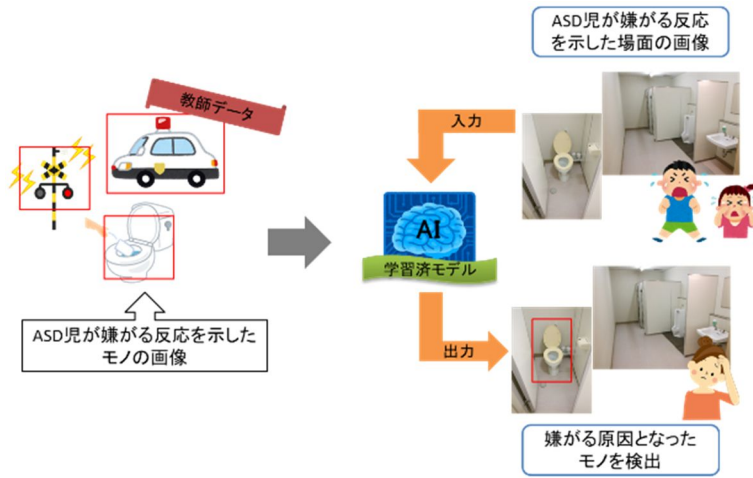 ASD児が嫌がる反応
を示した場面の画像
教師データ
入力
AI
学習済モデル
ASD児が嫌がる反応を示した
モノの画像
出力
嫌がる原因となった
モノを検出